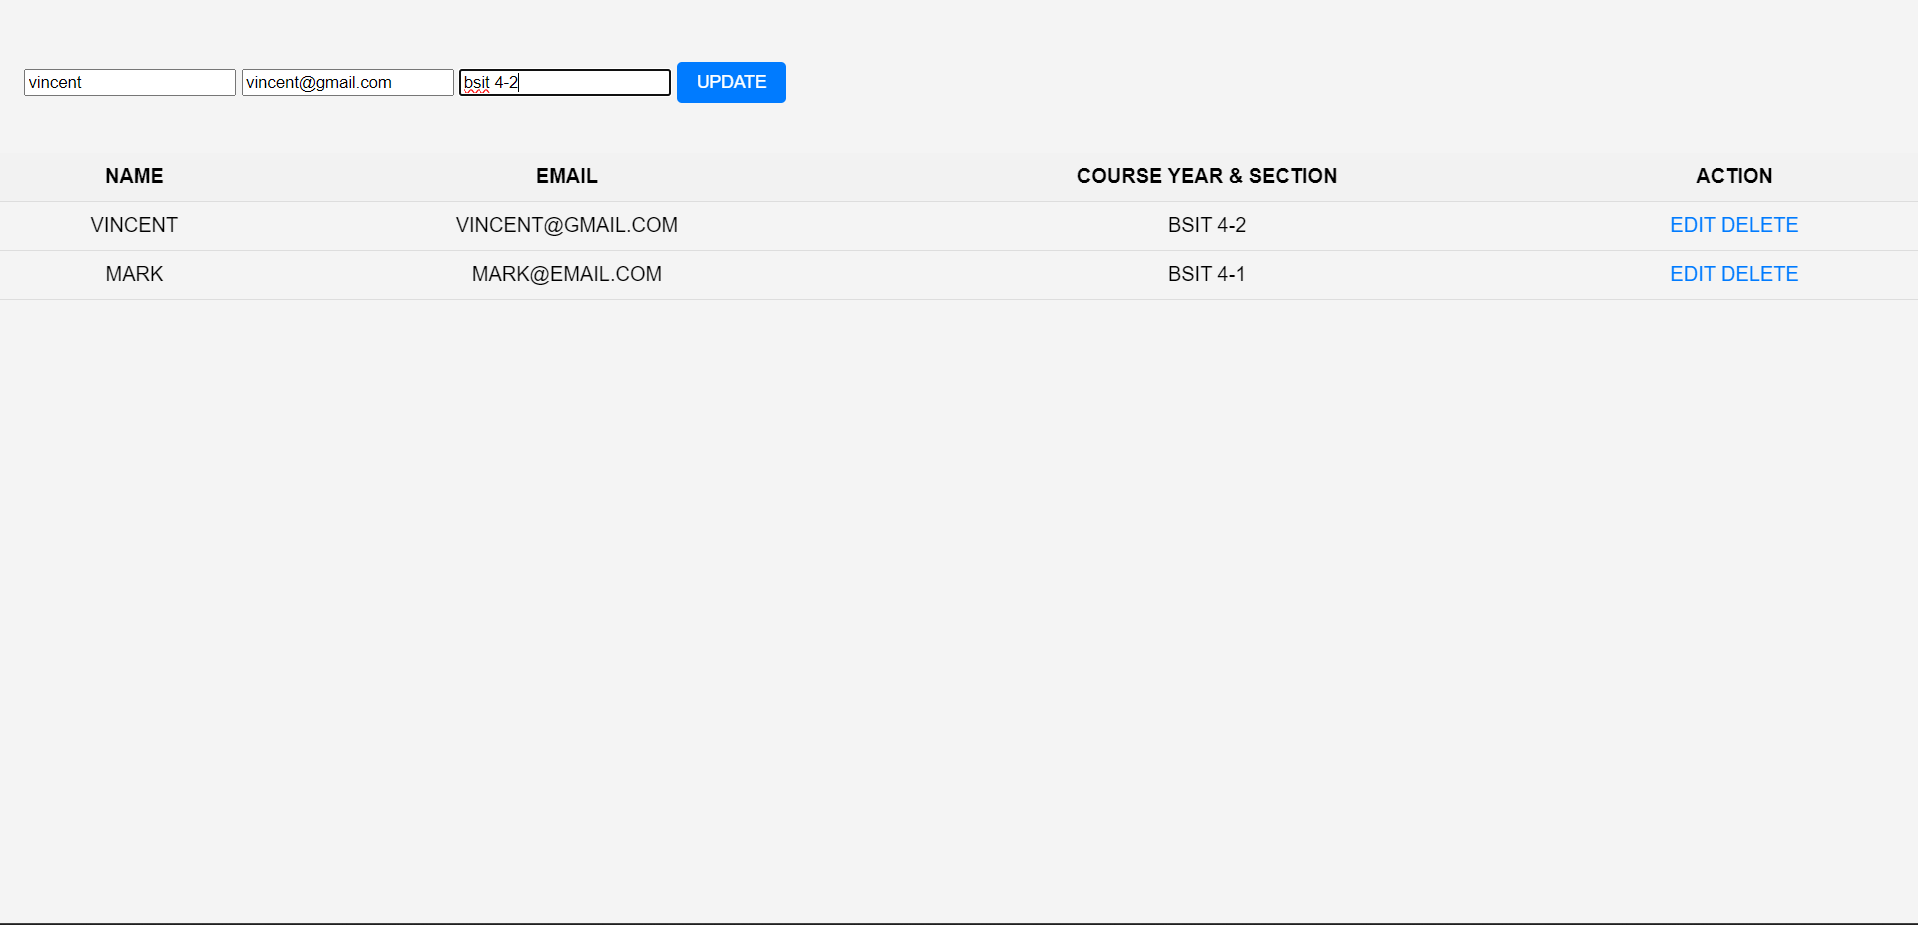 vincent vincent@gmail.com bsit 4-2 UPDATE
NAME EMAIL COURSE YEAR & SECTION ACTION
VINCENT VINCENT@GMAIL.COM BSIT 4-2 EDIT DELETE
MARK MARK@EMAIL.COM BSIT 4-1 EDIT DELETE